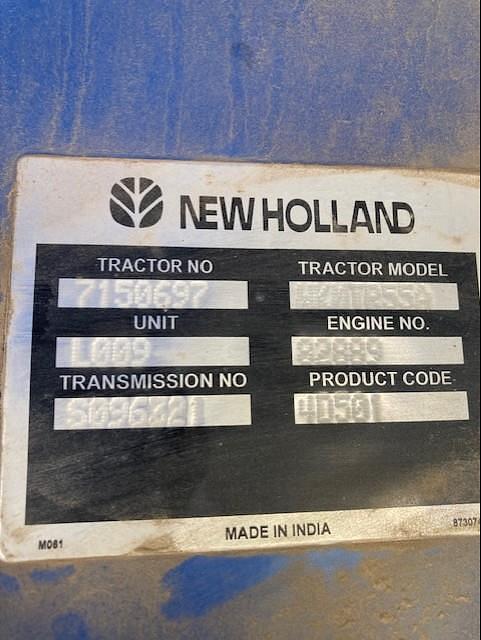 NEW HOLLAND
TRACTOR NO TRACTOR MODEL
7150697
UNIT ENGINE NO.
L009 82889
TRANSMISSION NO PRODUCT CODE
4D501
MADE IN INDIA
M061